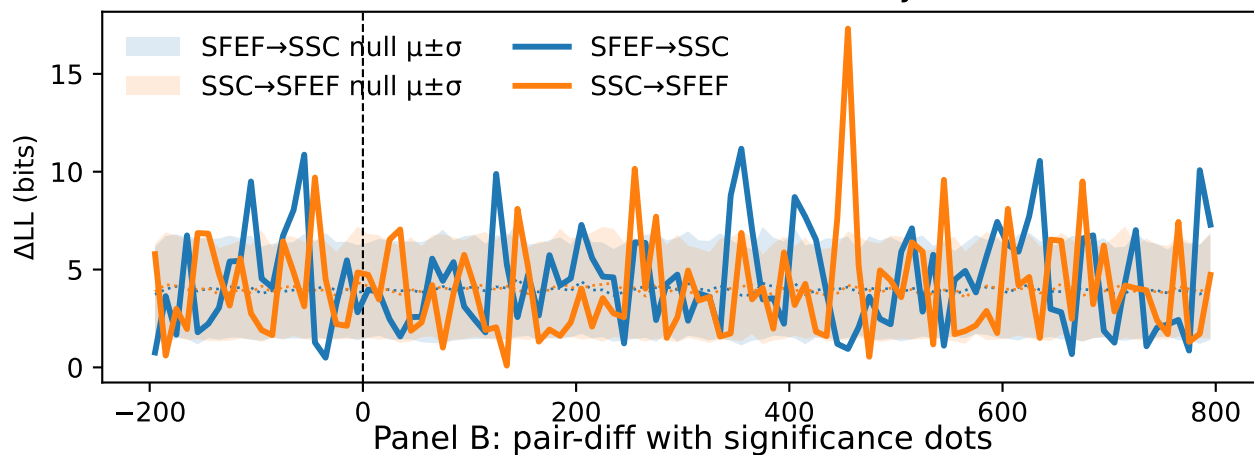 SFEF→SSC null μ±σ
SSC→SFEF null μ±σ
SFEF→SSC
SSC→SFEF
ΔLL (bits)
15
10
5
0
−200 0 200 400 600 800
Panel B: pair-diff with significance dots